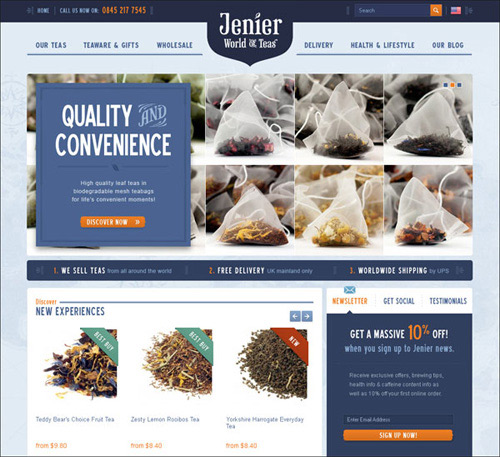 HOME
CALL US NOW ON: 0845 217 7545
Search
Jenier
World OF Teas
OUR TEAS
TEAWARE & GIFTS
WHOLESALE
DELIVERY
HEALTH & LIFESTYLE
OUR BLOG
QUALITY AND
CONVENIENCE
High quality leaf teas in
biodegradable mesh teabags
for life's convenient moments!
DISCOVER NOW »
1. WE SELL TEAS from all around the world
2. FREE DELIVERY UK mainland only
3. WORLDWIDE SHIPPING by UPS
Discover
NEW EXPERIENCES
BEST BUY
BEST BUY
NEW
Teddy Bear's Choice Fruit Tea
from $9.80
Zesty Lemon Rooibos Tea
from $8.40
Yorkshire Harrogate Everyday
Tea
from $8.40
NEWSLETTER
GET SOCIAL
TESTIMONIALS
GET A MASSIVE 10% OFF!
when you sign up to Jenier news.
Receive exclusive offers, brewing tips,
health info & caffeine content info as
well as 10% off your first online order.
Enter Email Address
SIGN UP NOW!